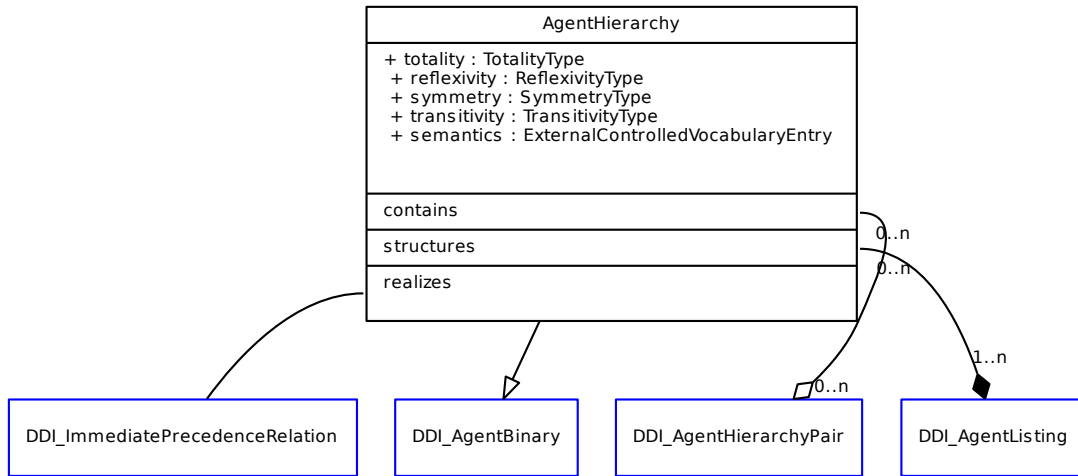 AgentHierarchy
+ totality : TotalityType
+ reflexivity : ReflexivityType
+ symmetry : SymmetryType
+ transitivity : TransitivityType
+ semantics : ExternalControlledVocabularyEntry
contains
0..n
structures
0..n
realizes
1..n
0..n
DDI_ImmediatePrecedenceRelation
DDI_AgentBinary
DDI_AgentHierarchyPair
DDI_AgentListing